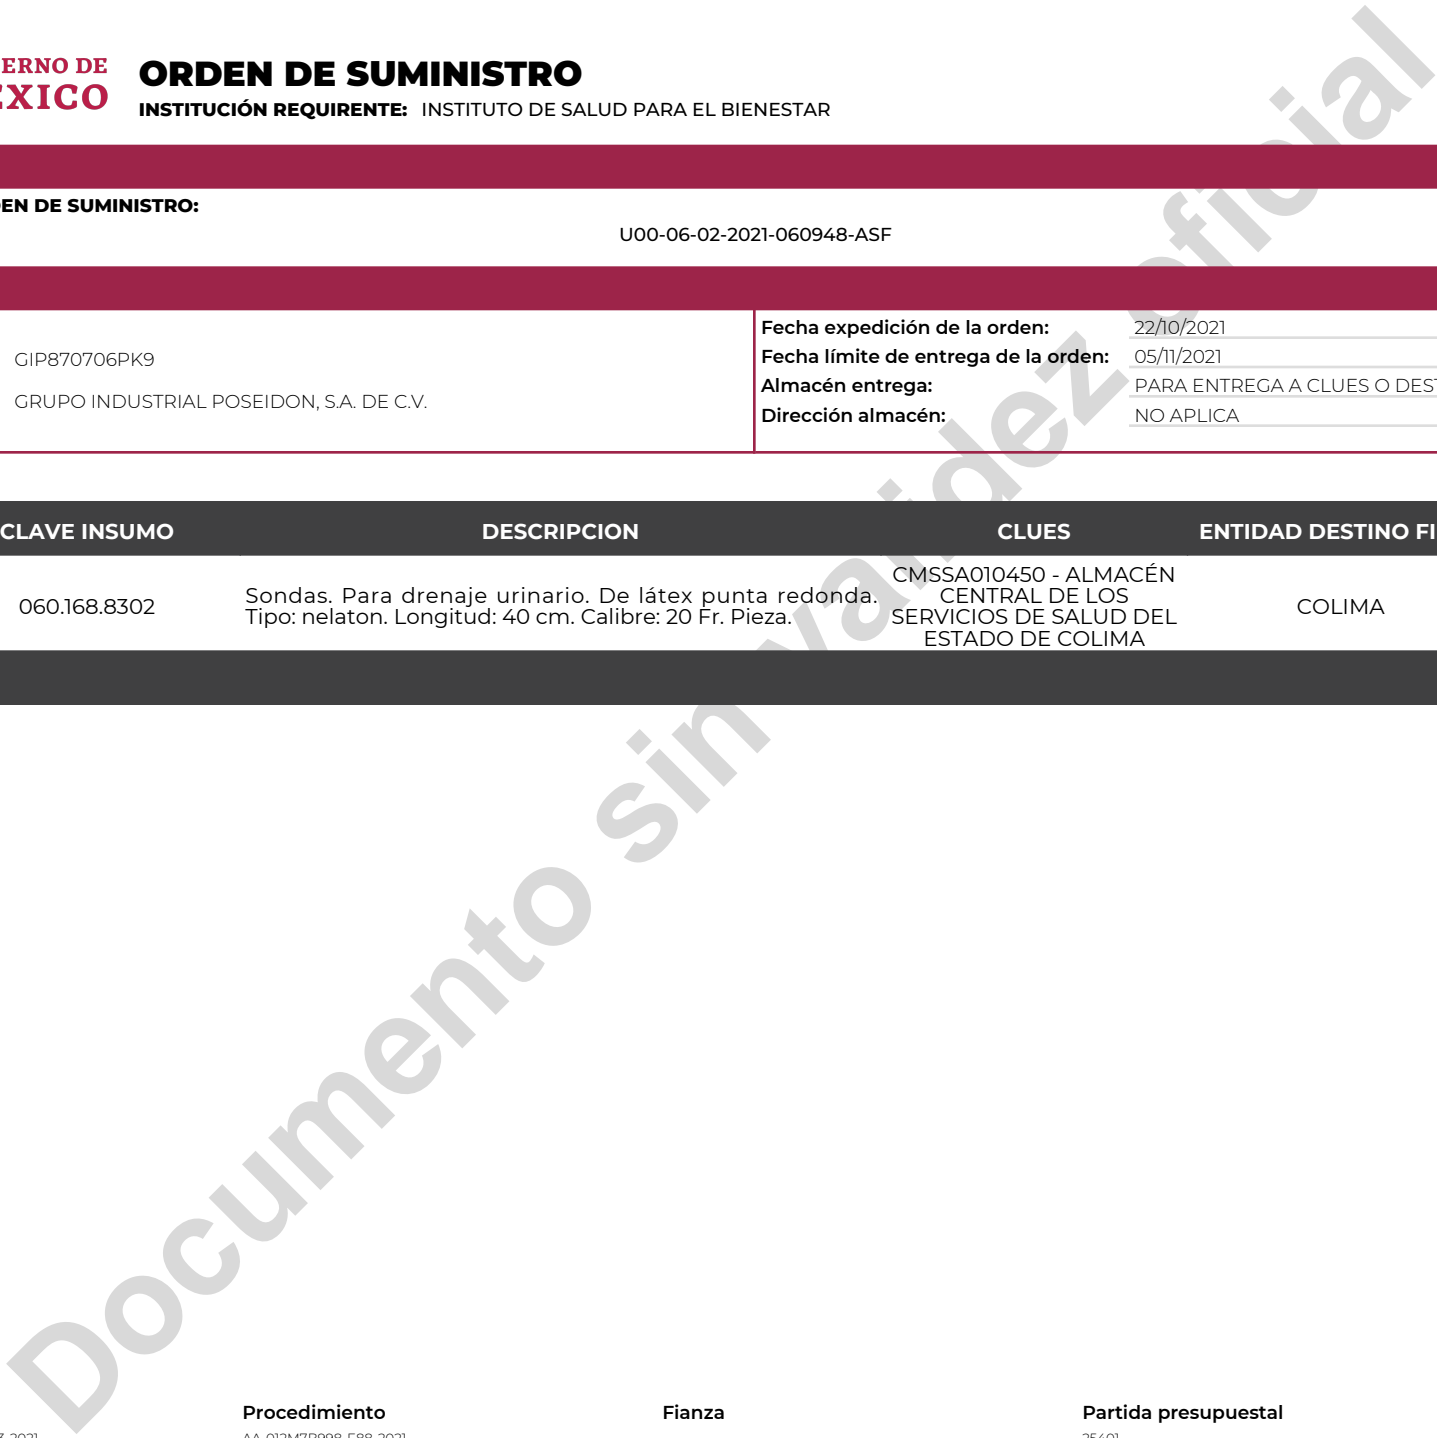 ERNO DE
ORDEN DE SUMINISTRO
INSTITUCIÓN REQUIRENTE: INSTITUTO DE SALUD PARA EL BIENESTAR
EN DE SUMINISTRO:
U00-06-02-2021-060948-ASF
GIP870706PK9
GRUPO INDUSTRIAL POSEIDON, S.A. DE C.V.
Fecha expedición de la orden: 22/10/2021
Fecha límite de entrega de la orden: 05/11/2021
Almacén entrega: PARA ENTREGA A CLUES O DEST
Dirección almacén: NO APLICA
CLAVE INSUMO DESCRIPCION CLUES ENTIDAD DESTINO FI
060.168.8302
Sondas. Para drenaje urinario. De látex punta redonda.
Tipo: nelaton. Longitud: 40 cm. Calibre: 20 Fr. Pieza.
CMSSA010450 - ALMACÉN
CENTRAL DE LOS
SERVICIOS DE SALUD DEL
ESTADO DE COLIMA
COLIMA
Documento sin validez oficial
Procedimiento Fianza Partida presupuestal